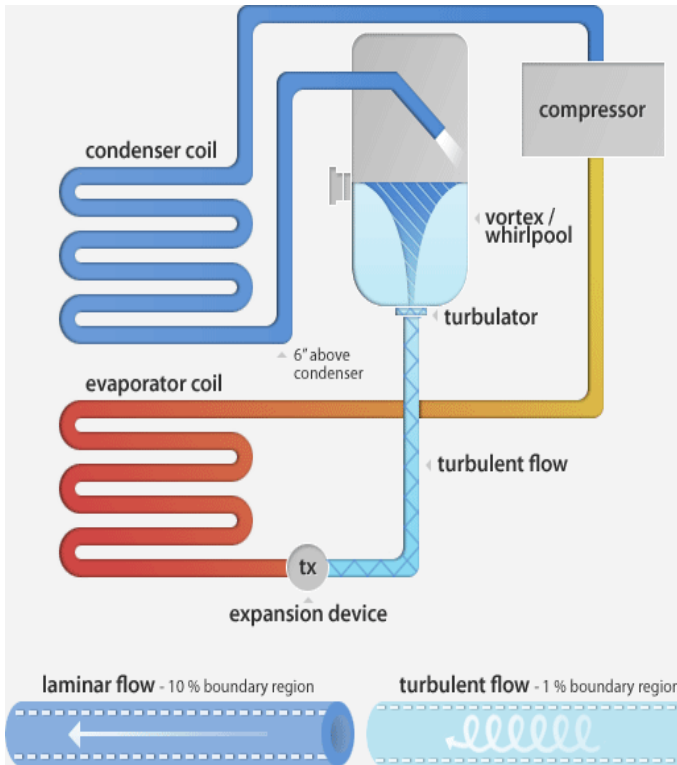 compressor
condenser coil
vortex /
whirlpool
turbulator
6” above
condenser
evaporator coil
turbulent flow
tx
expansion device
laminar flow - 10 % boundary region
turbulent flow - 1 % boundary region